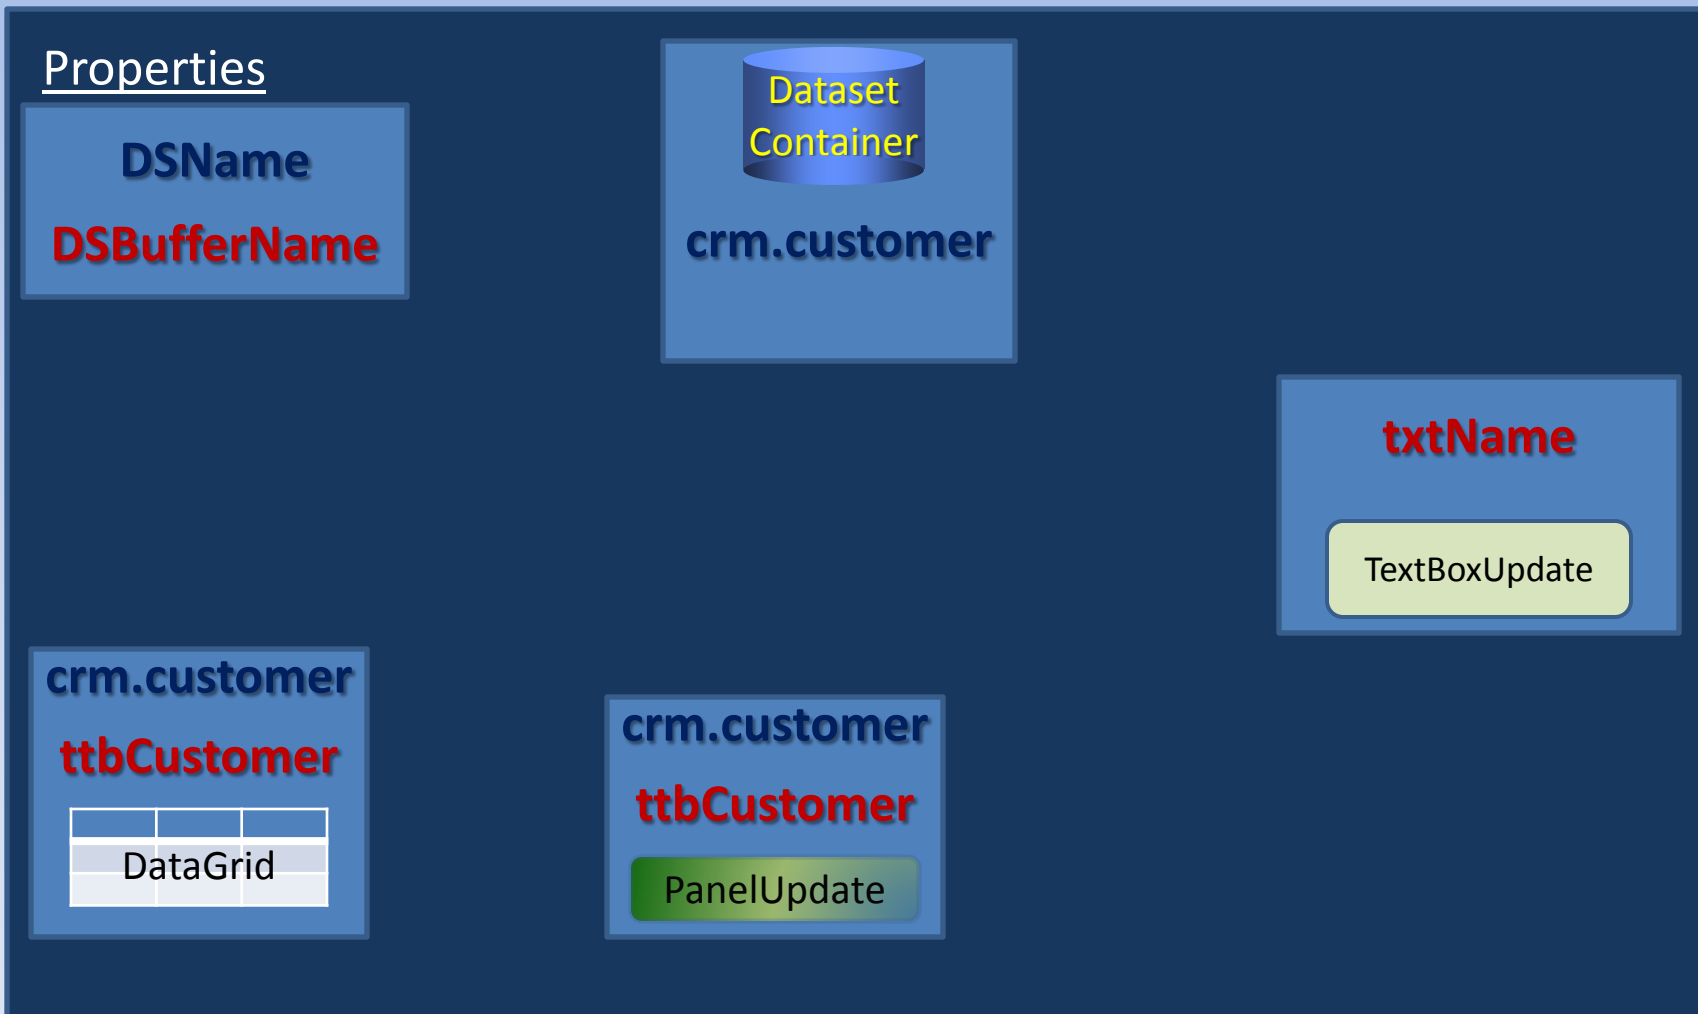 Properties
DSName
DSBufferName
Dataset
Container
crm.customer
txtName
TextBoxUpdate
crm.customer
ttbCustomer
DataGrid
crm.customer
ttbCustomer
PanelUpdate